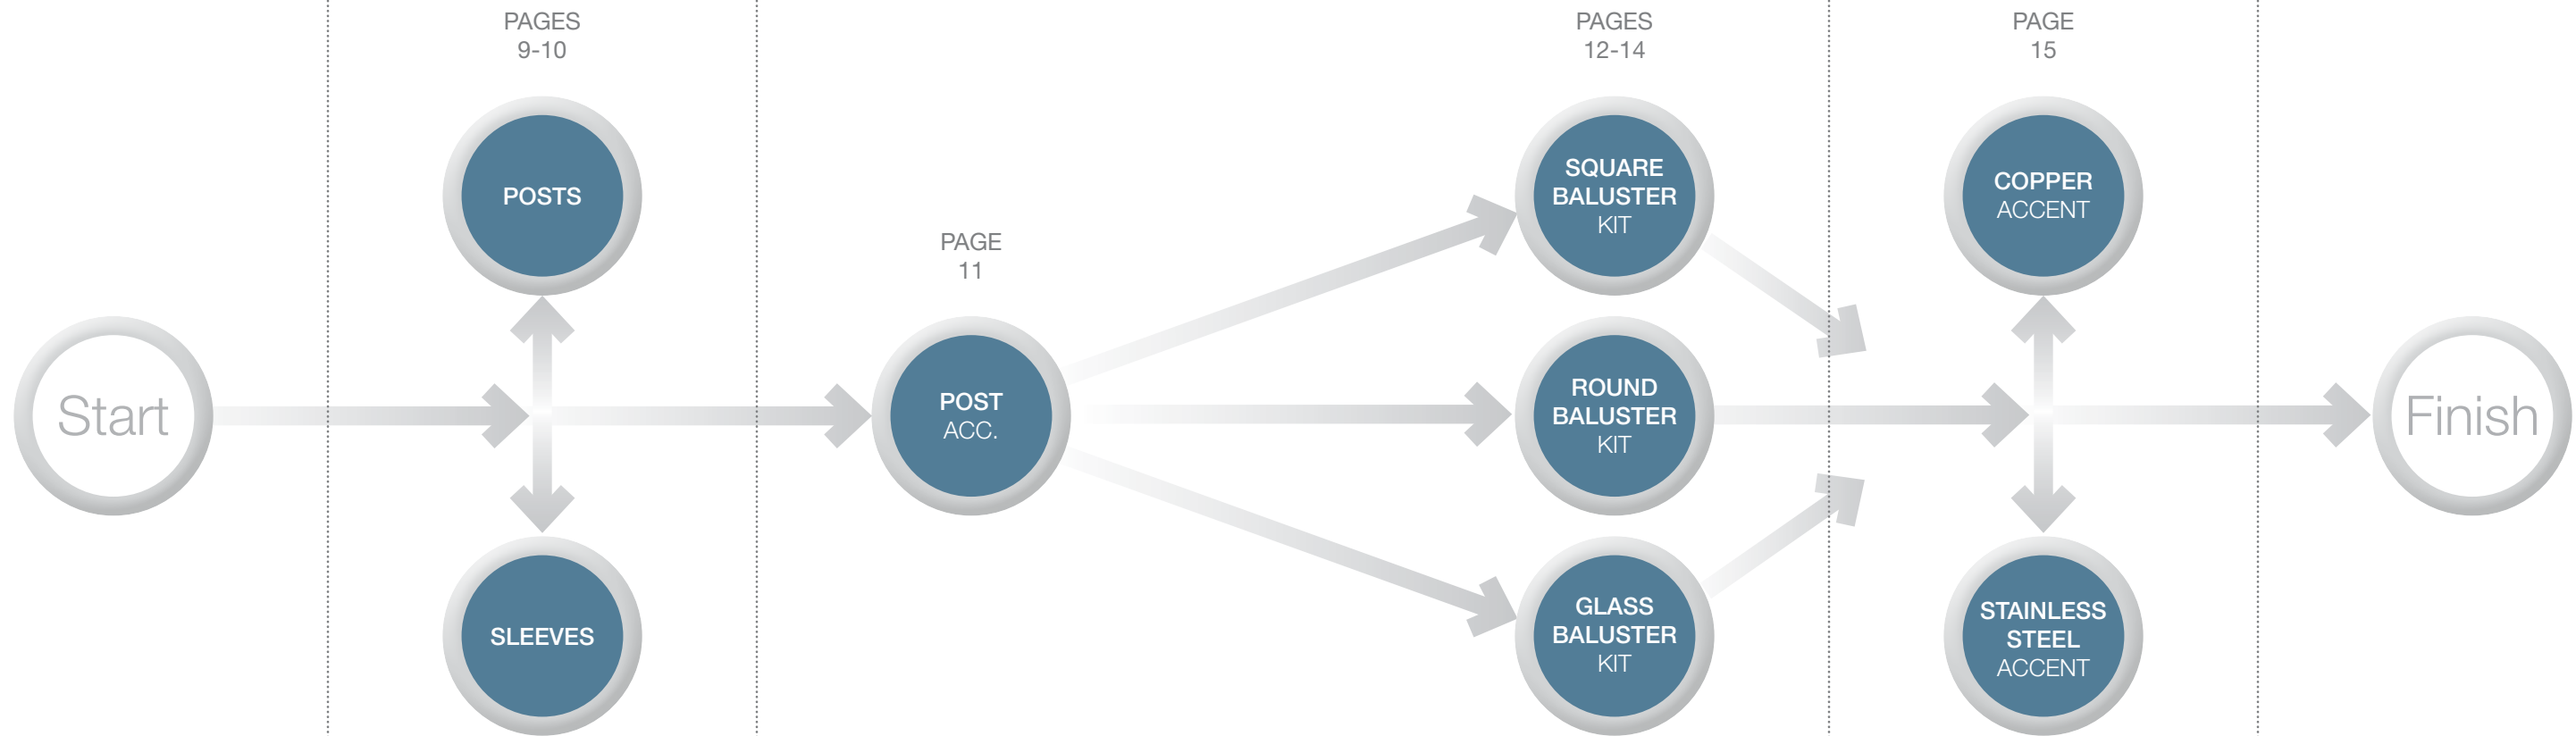 Start
PAGES
9-10
POSTS
SLEEVES
PAGE
11
POST
ACC.
PAGES
12-14
SQUARE
BALUSTER
KIT
ROUND
BALUSTER
KIT
GLASS
BALUSTER
KIT
PAGE
15
COPPER
ACCENT
STAINLESS
STEEL
ACCENT
Finish